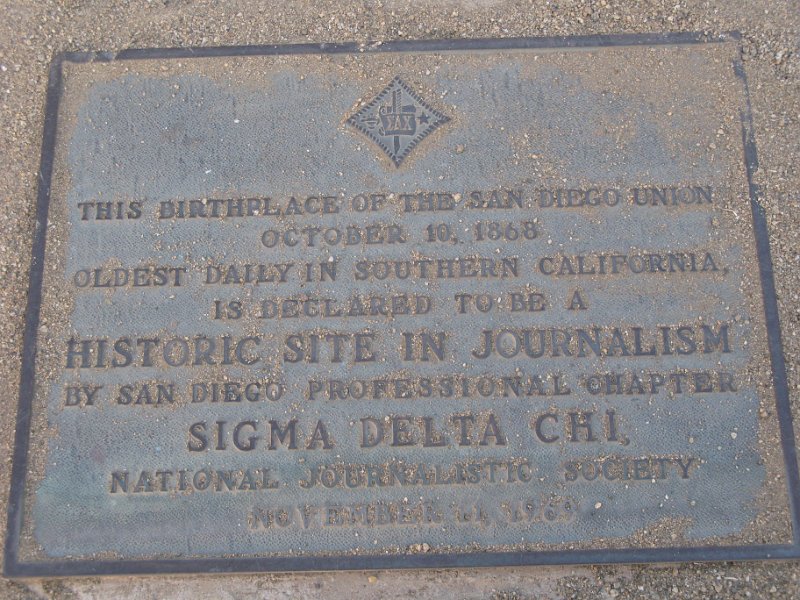 ΣΔΧ
THIS BIRTHPLACE OF THE SAN DIEGO UNION
OCTOBER 10, 1868
OLDEST DAILY IN SOUTHERN CALIFORNIA,
IS DECLARED TO BE A
HISTORIC SITE IN JOURNALISM
BY SAN DIEGO PROFESSIONAL CHAPTER
SIGMA DELTA CHI,
NATIONAL JOURNALISTIC SOCIETY
NOVEMBER